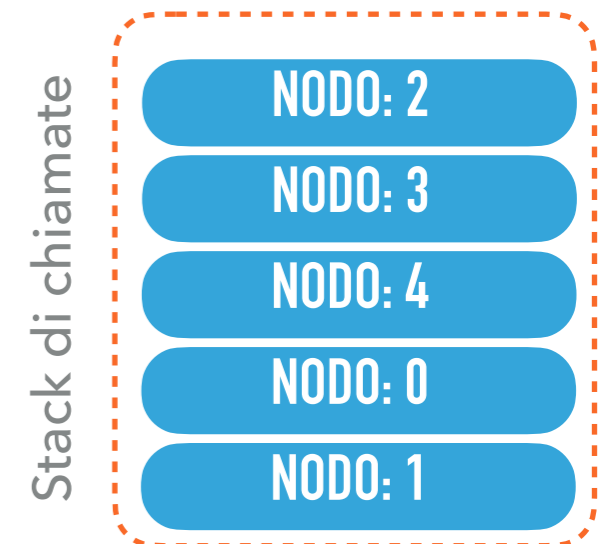 Stack di chiamate
NODO: 2
NODO: 3
NODO: 4
NODO: 0
NODO: 1